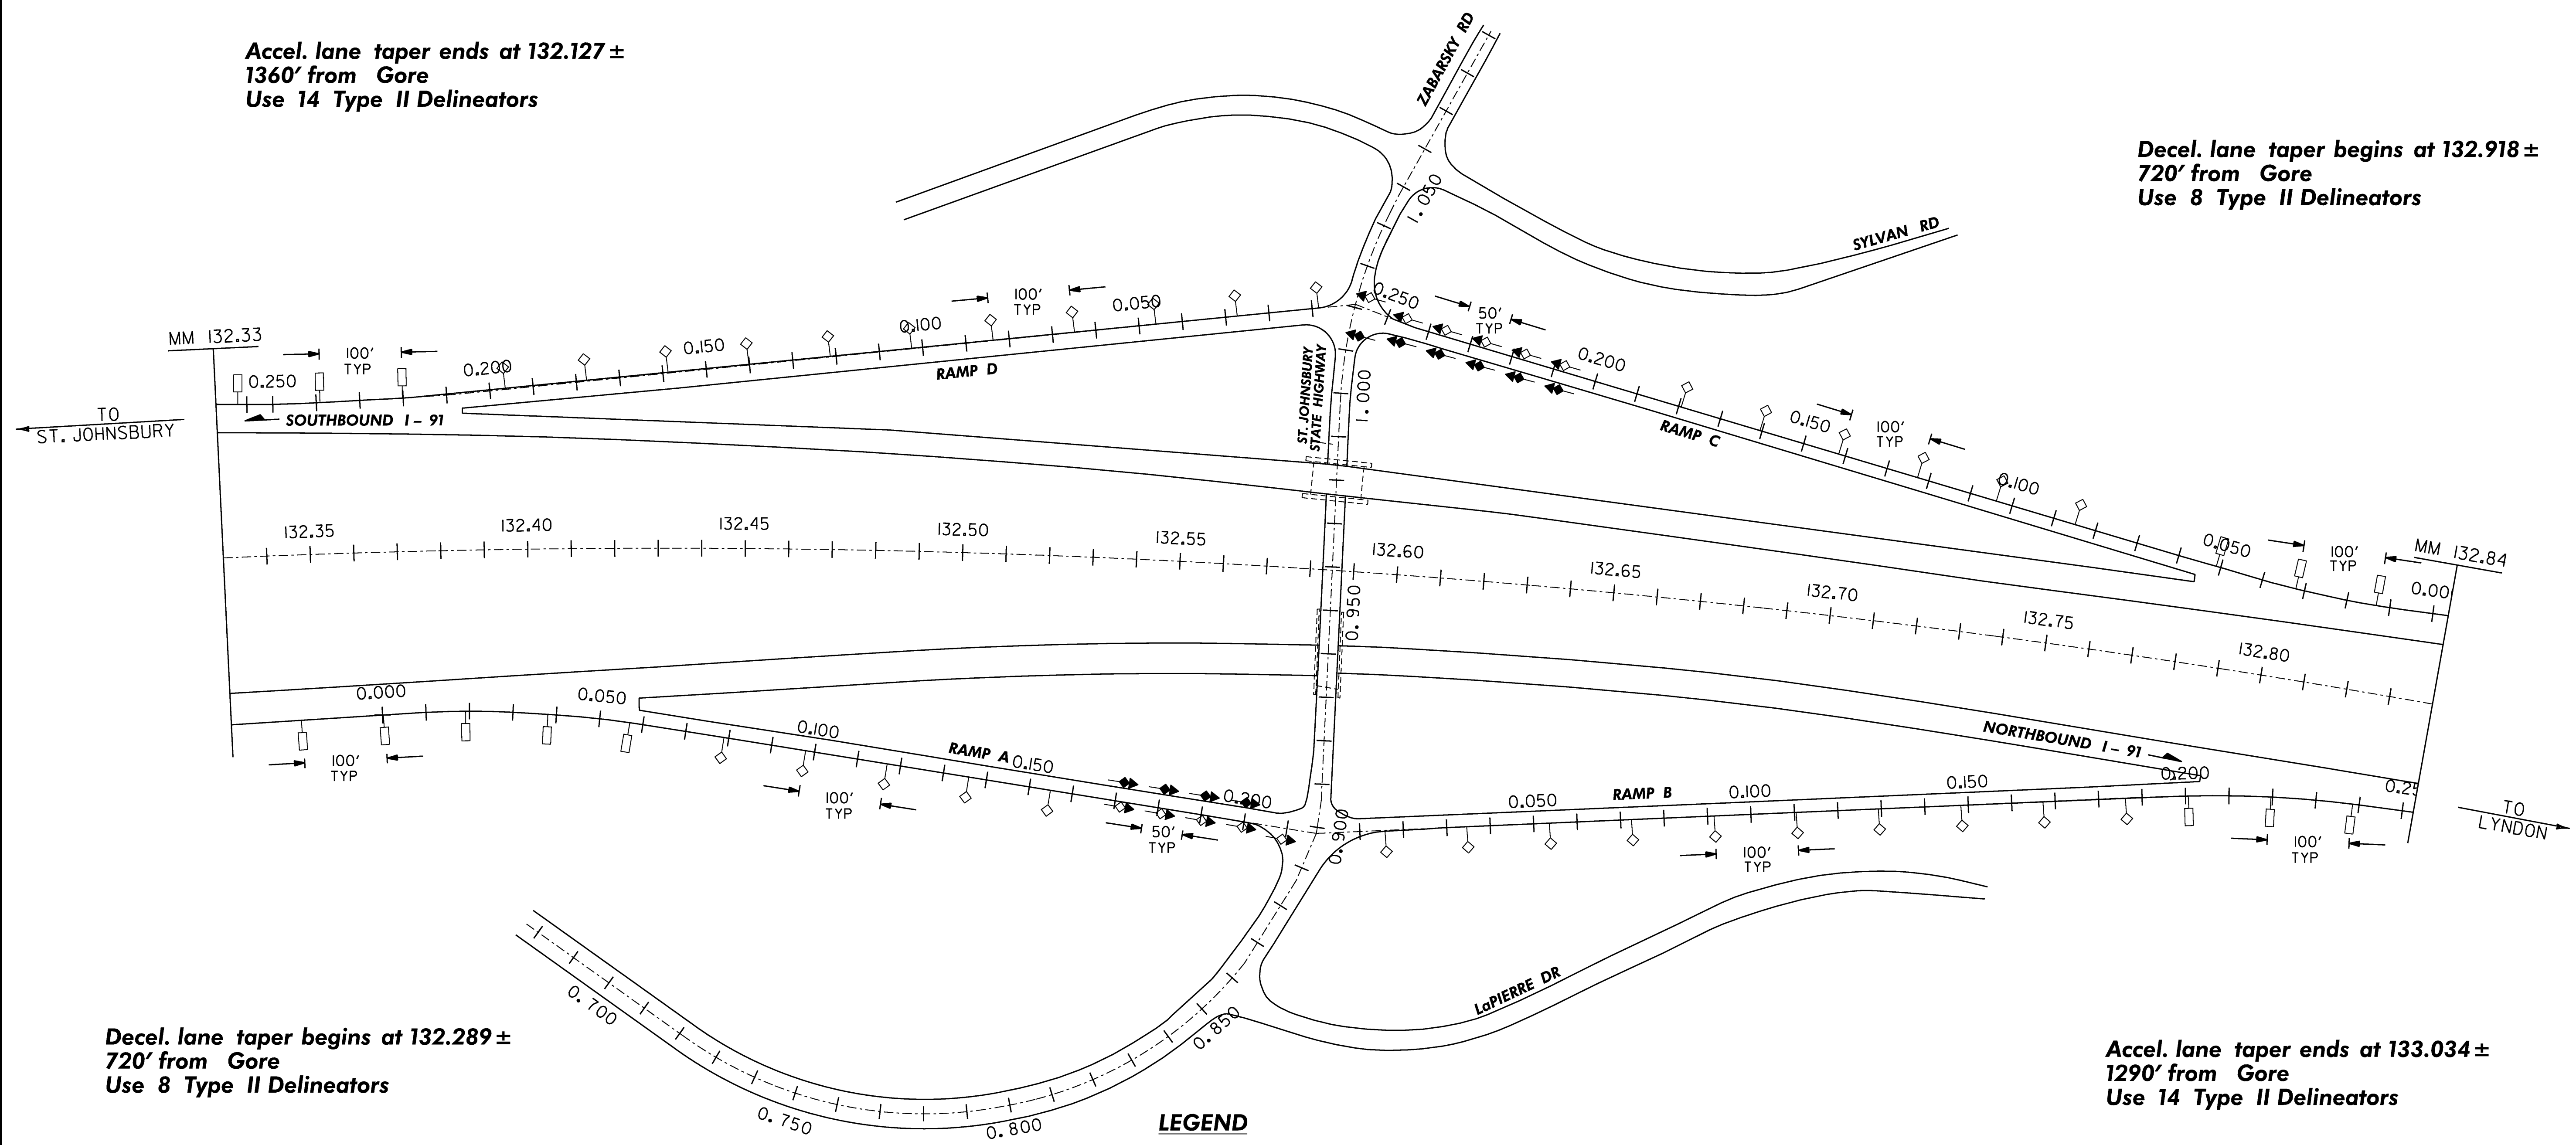 Accel. lane taper ends at 132.127±
1360' from Gore
Use 14 Type II Delineators
ZABARSKY RD
Decel. lane taper begins at 132.918±
720' from Gore
Use 8 Type II Delineators
1.050
SYLVAN RD
MM 132.33
0.250
100'
TYP
0.200
0.150
0.100
100'
TYP
0.050
RAMP D
0.250
50'
TYP
0.200
0.150
100'
TYP
0.100
RAMP C
0.050
100'
TYP
MM 132.84
0.00
TO
ST. JOHNSBURY
SOUTHBOUND I-91
ST. JOHNSBURY
STATE HIGHWAY
1.000
132.35
132.40
132.45
132.50
132.55
132.60
132.65
132.70
132.75
132.80
0.950
0.000
0.050
0.100
RAMP A
0.150
0.200
100'
TYP
100'
TYP
50'
TYP
0.900
0.050
RAMP B
0.100
0.150
0.200
0.25
100'
TYP
100'
TYP
NORTHBOUND I-91
TO
LYNDON
LaPIERRE DR
0.700
0.750
0.800
0.850
Decel. lane taper begins at 132.289±
720' from Gore
Use 8 Type II Delineators
Accel. lane taper ends at 133.034±
1290' from Gore
Use 14 Type II Delineators
LEGEND